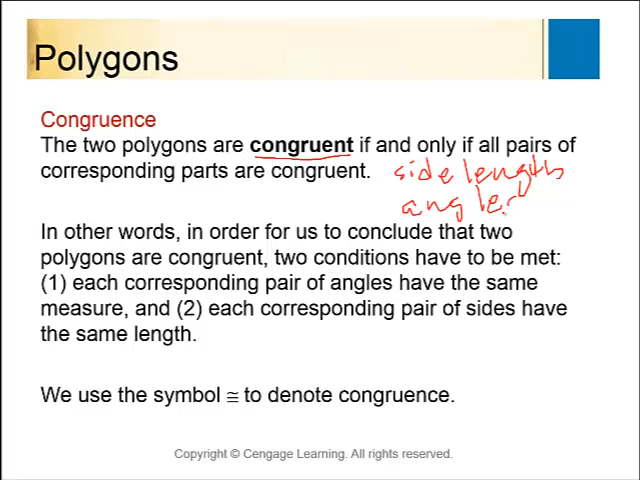 Polygons
Congruence
The two polygons are congruent if and only if all pairs of
corresponding parts are congruent.
side lengths
angles
In other words, in order for us to conclude that two
polygons are congruent, two conditions have to be met:
(1) each corresponding pair of angles have the same
measure, and (2) each corresponding pair of sides have
the same length.
We use the symbol ≅ to denote congruence.
Copyright © Cengage Learning. All rights reserved.